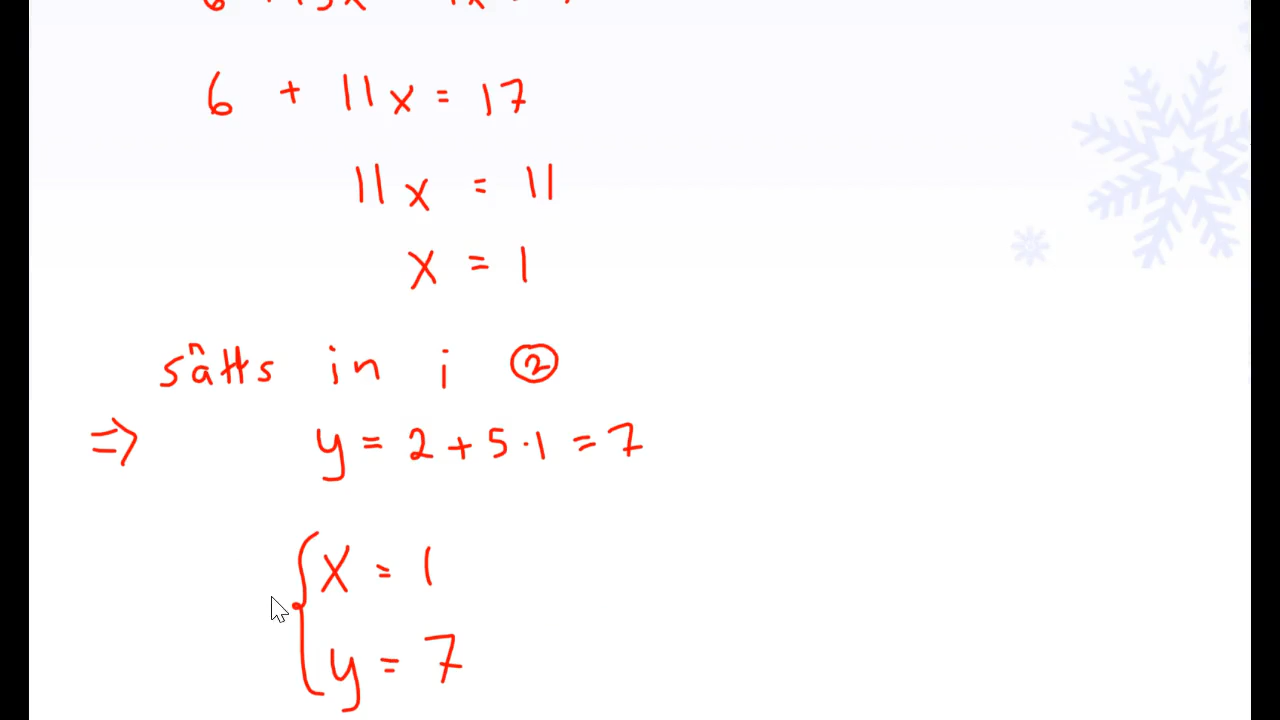 6 + 11x = 17
11x = 11
x = 1
sätts in i ②
⇒ y = 2 + 5·1 = 7
{ x = 1
y = 7